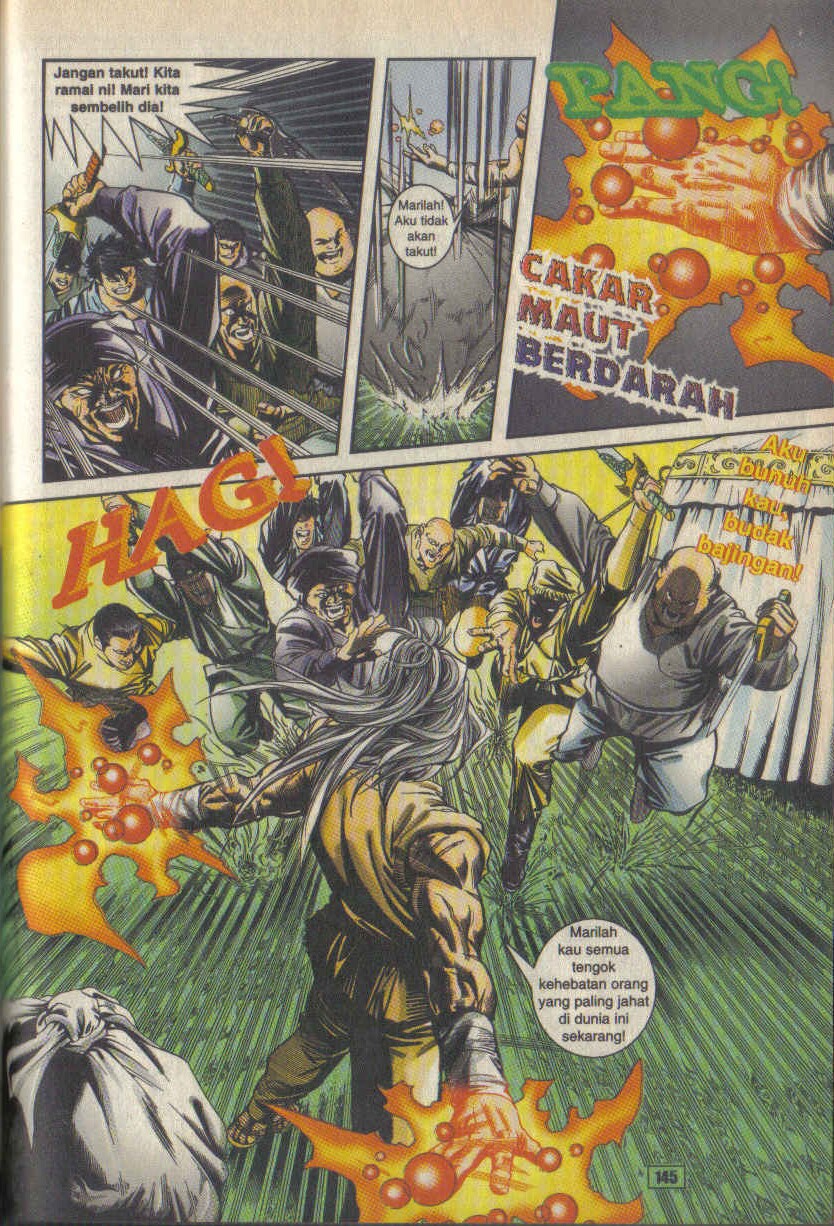 Jangan takut! Kita
ramai ni! Mari kita
sembelih dia!
Marilah!
Aku tidak
akan
takut!
PANG!
CAKAR
MAUT
BERDARAH
HAG!
Aku
bunuh
kau,
budak
bajingan!
Marilah
kau semua
tengok
kehebatan orang
yang paling jahat
di dunia ini
sekarang!
145